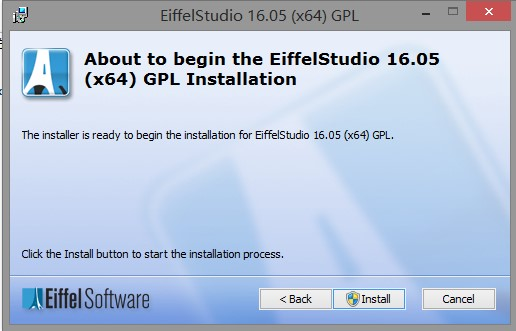 EiffelStudio 16.05 (x64) GPL
About to begin the EiffelStudio 16.05
(x64) GPL Installation
The installer is ready to begin the installation for EiffelStudio 16.05 (x64) GPL.
Click the Install button to start the installation process.
Eiffel Software
< Back Install Cancel